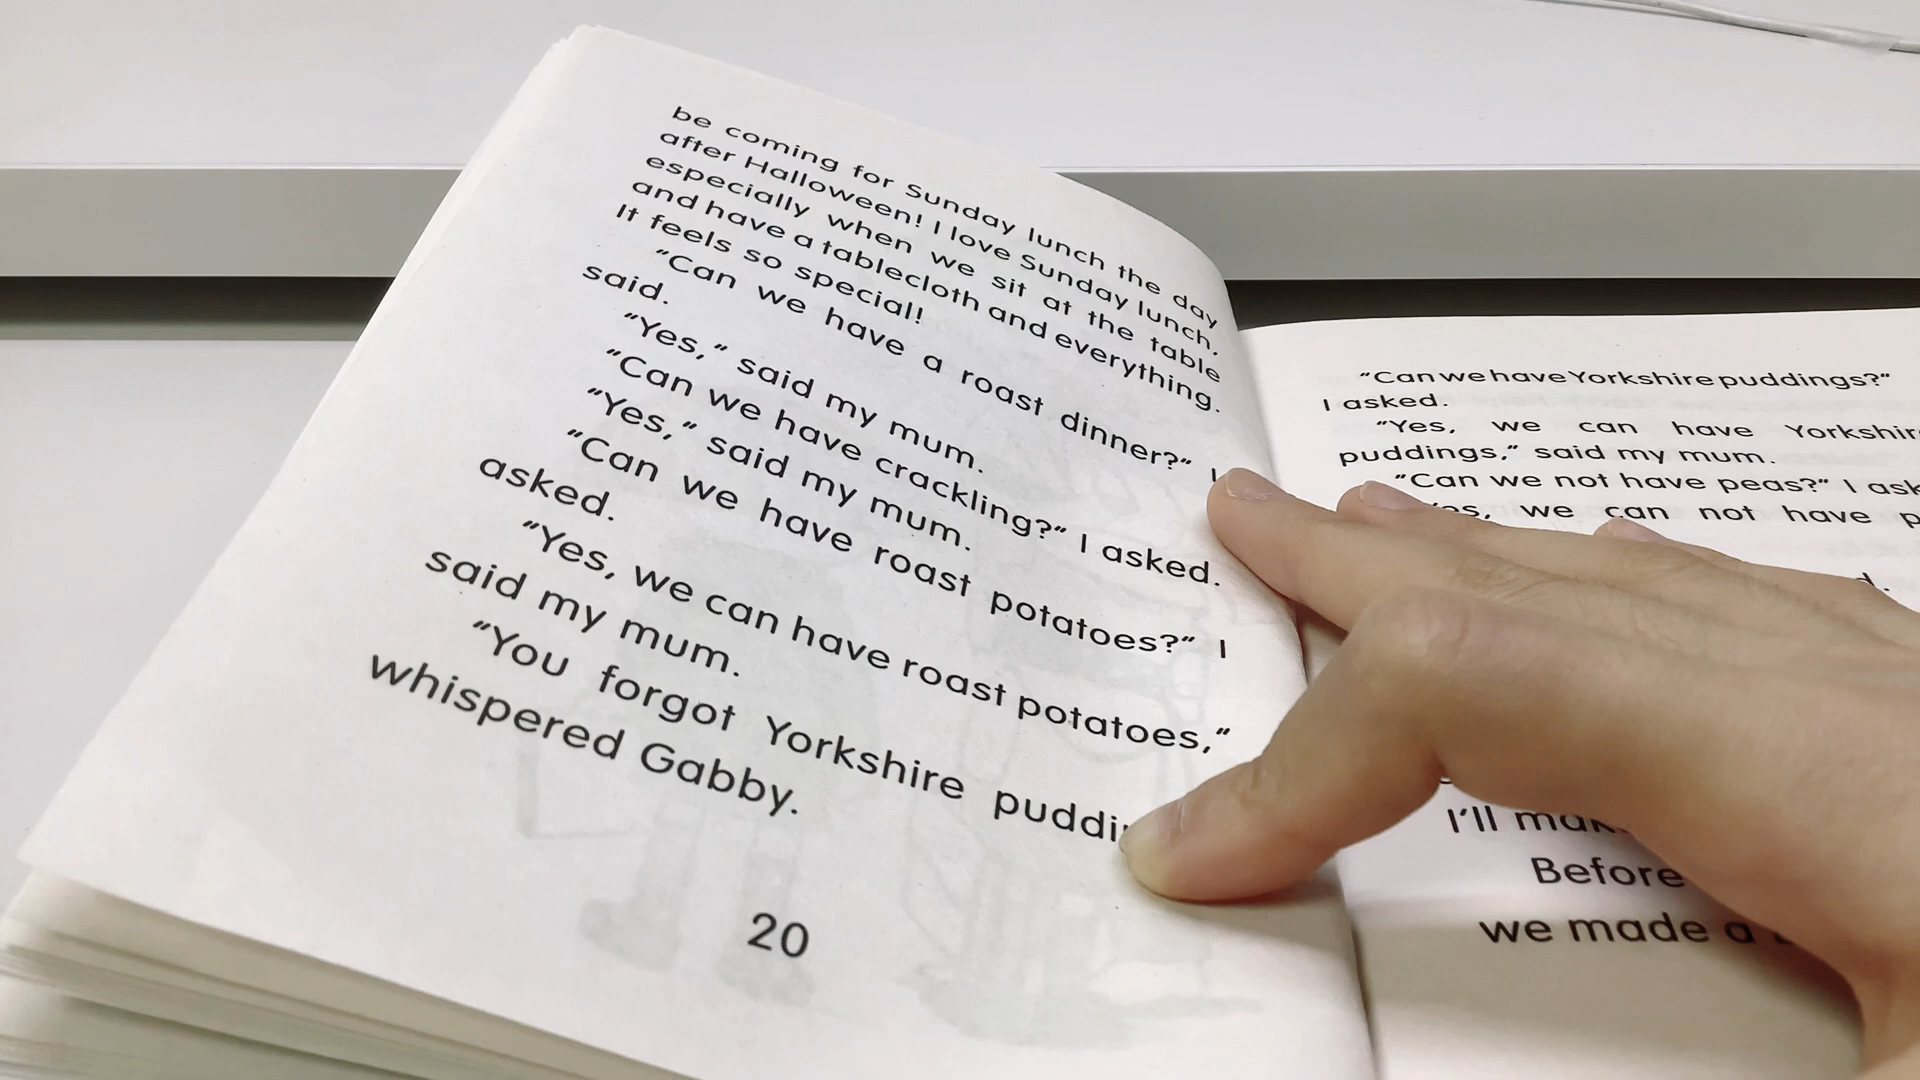 be coming for Sunday lunch the day
after Halloween! I love Sunday lunch,
especially when we sit at the table
and have a tablecloth and everything.
It feels so special!
“Can we have a roast dinner?” I
said.
“Yes,” said my mum.
“Can we have crackling?” I asked.
“Yes,” said my mum.
“Can we have roast potatoes?” I
asked.
“Yes, we can have roast potatoes,”
said my mum.
“You forgot Yorkshire
whispered Gabby.
20
“Can we have Yorkshire puddings?”
I asked.
“Yes, we can have
puddings,” said my mum.
“Can we not have peas?” I
we can not have
I’ll
Before
we made a